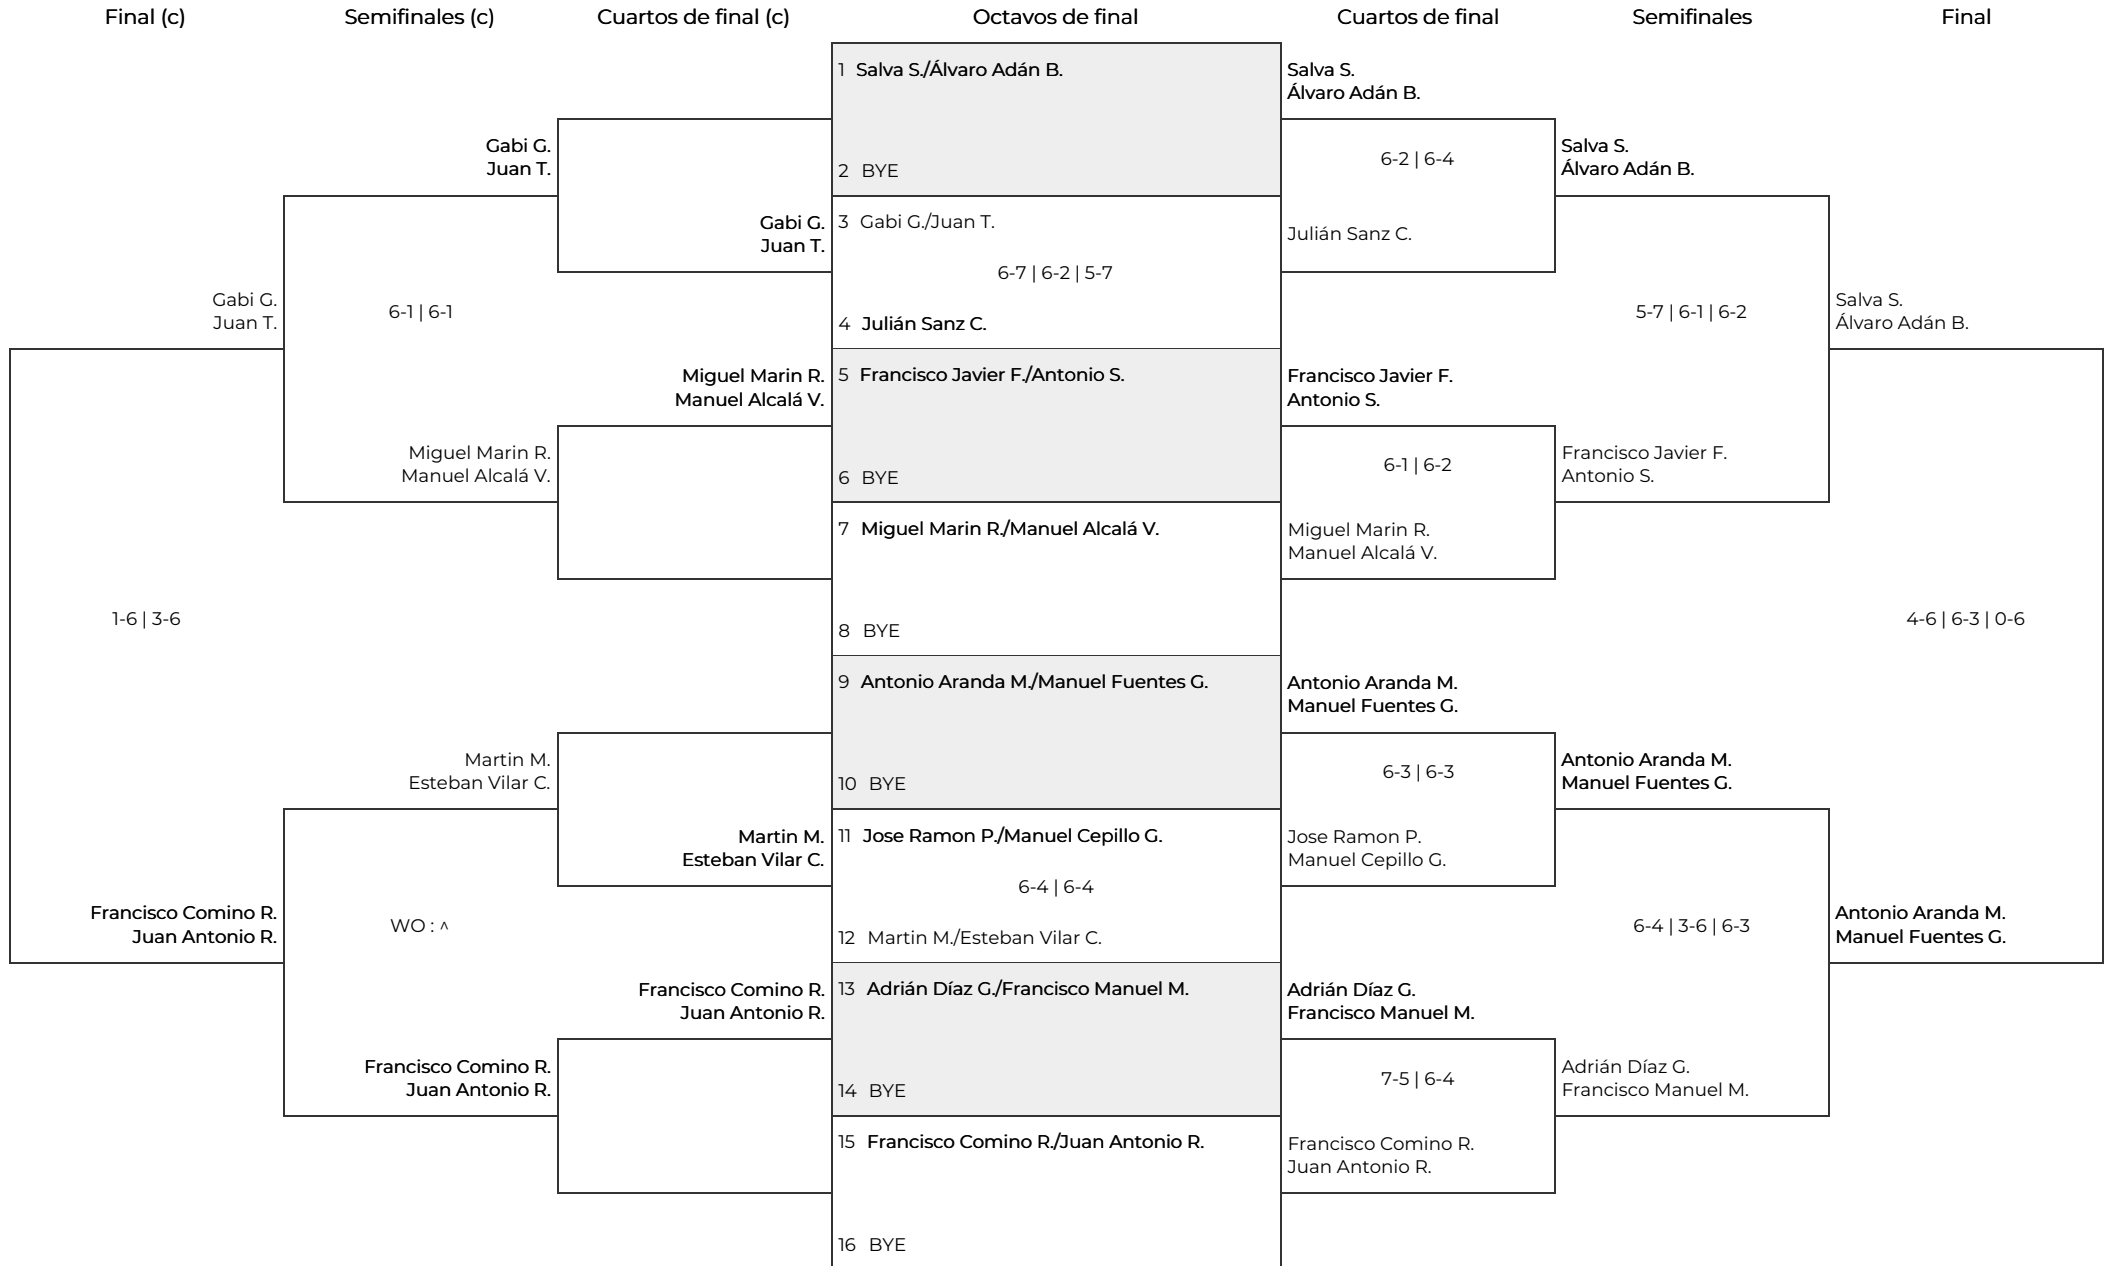 Final (c)
Semifinales (c)
Cuartos de final (c)
Octavos de final
Cuartos de final
Semifinales
Final
Gabi G.
Juan T.
1-6 | 3-6
Francisco Comino R.
Juan Antonio R.
Gabi G.
Juan T.
6-1 | 6-1
Miguel Marin R.
Manuel Alcalá V.
Martin M.
Esteban Vilar C.
WO : ^
Francisco Comino R.
Juan Antonio R.
Gabi G.
Juan T.
Miguel Marin R.
Manuel Alcalá V.
Martin M.
Esteban Vilar C.
Francisco Comino R.
Juan Antonio R.
1 Salva S./Álvaro Adán B.
2 BYE
3 Gabi G./Juan T.
6-7 | 6-2 | 5-7
4 Julián Sanz C.
5 Francisco Javier F./Antonio S.
6 BYE
7 Miguel Marin R./Manuel Alcalá V.
8 BYE
9 Antonio Aranda M./Manuel Fuentes G.
10 BYE
11 Jose Ramon P./Manuel Cepillo G.
6-4 | 6-4
12 Martin M./Esteban Vilar C.
13 Adrián Díaz G./Francisco Manuel M.
14 BYE
15 Francisco Comino R./Juan Antonio R.
16 BYE
Salva S.
Álvaro Adán B.
6-2 | 6-4
Julián Sanz C.
Francisco Javier F.
Antonio S.
6-1 | 6-2
Miguel Marin R.
Manuel Alcalá V.
Antonio Aranda M.
Manuel Fuentes G.
6-3 | 6-3
Jose Ramon P.
Manuel Cepillo G.
Adrián Díaz G.
Francisco Manuel M.
7-5 | 6-4
Francisco Comino R.
Juan Antonio R.
Salva S.
Álvaro Adán B.
5-7 | 6-1 | 6-2
Francisco Javier F.
Antonio S.
Antonio Aranda M.
Manuel Fuentes G.
6-4 | 3-6 | 6-3
Adrián Díaz G.
Francisco Manuel M.
Salva S.
Álvaro Adán B.
4-6 | 6-3 | 0-6
Antonio Aranda M.
Manuel Fuentes G.